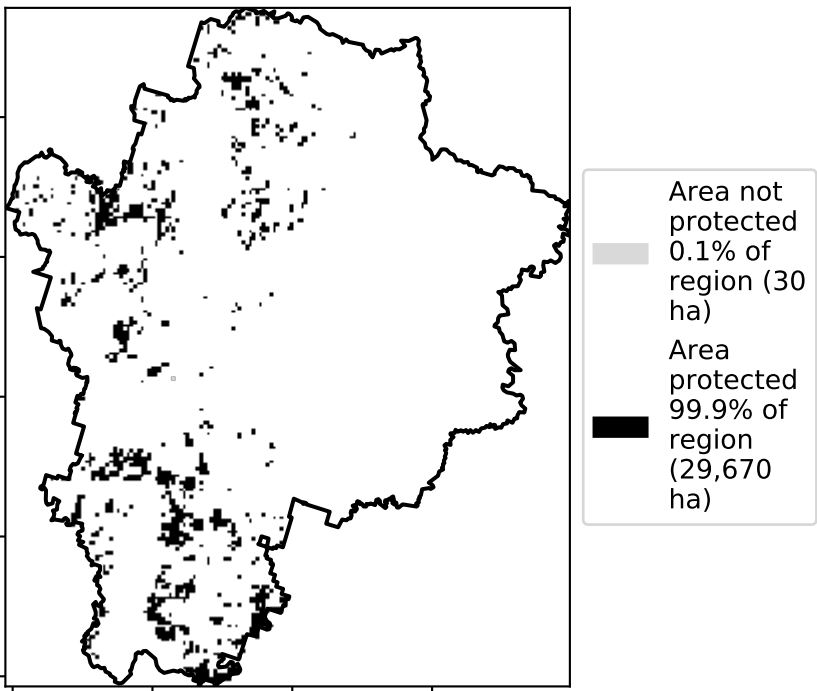 Area not
protected
0.1% of
region (30
ha)
Area
protected
99.9% of
region
(29,670
ha)